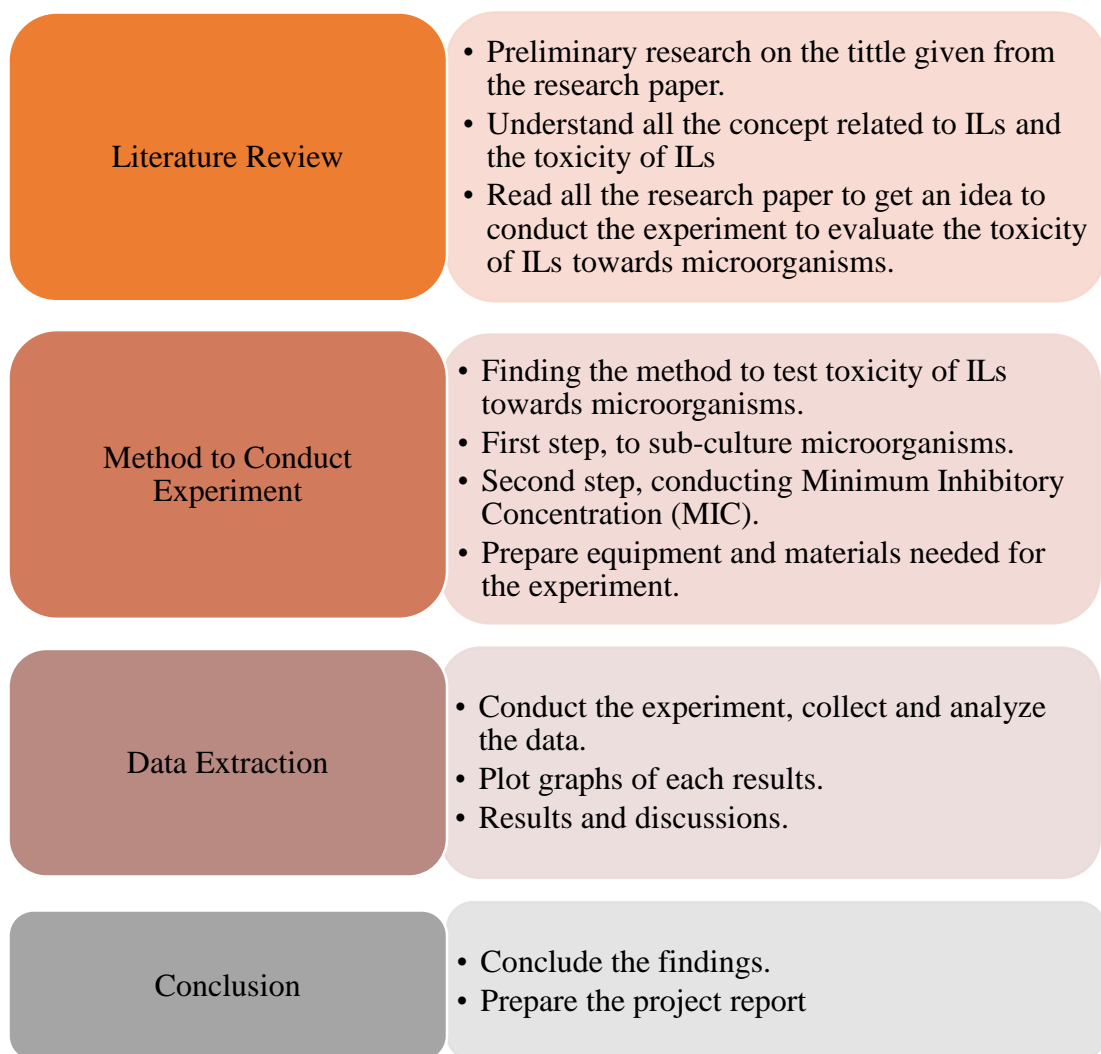 Literature Review
• Preliminary research on the tittle given from
the research paper.
• Understand all the concept related to ILs and
the toxicity of ILs
• Read all the research paper to get an idea to
conduct the experiment to evaluate the toxicity
of ILs towards microorganisms.
Method to Conduct
Experiment
• Finding the method to test toxicity of ILs
towards microorganisms.
• First step, to sub-culture microorganisms.
• Second step, conducting Minimum Inhibitory
Concentration (MIC).
• Prepare equipment and materials needed for
the experiment.
Data Extraction
• Conduct the experiment, collect and analyze
the data.
• Plot graphs of each results.
• Results and discussions.
Conclusion
• Conclude the findings.
• Prepare the project report